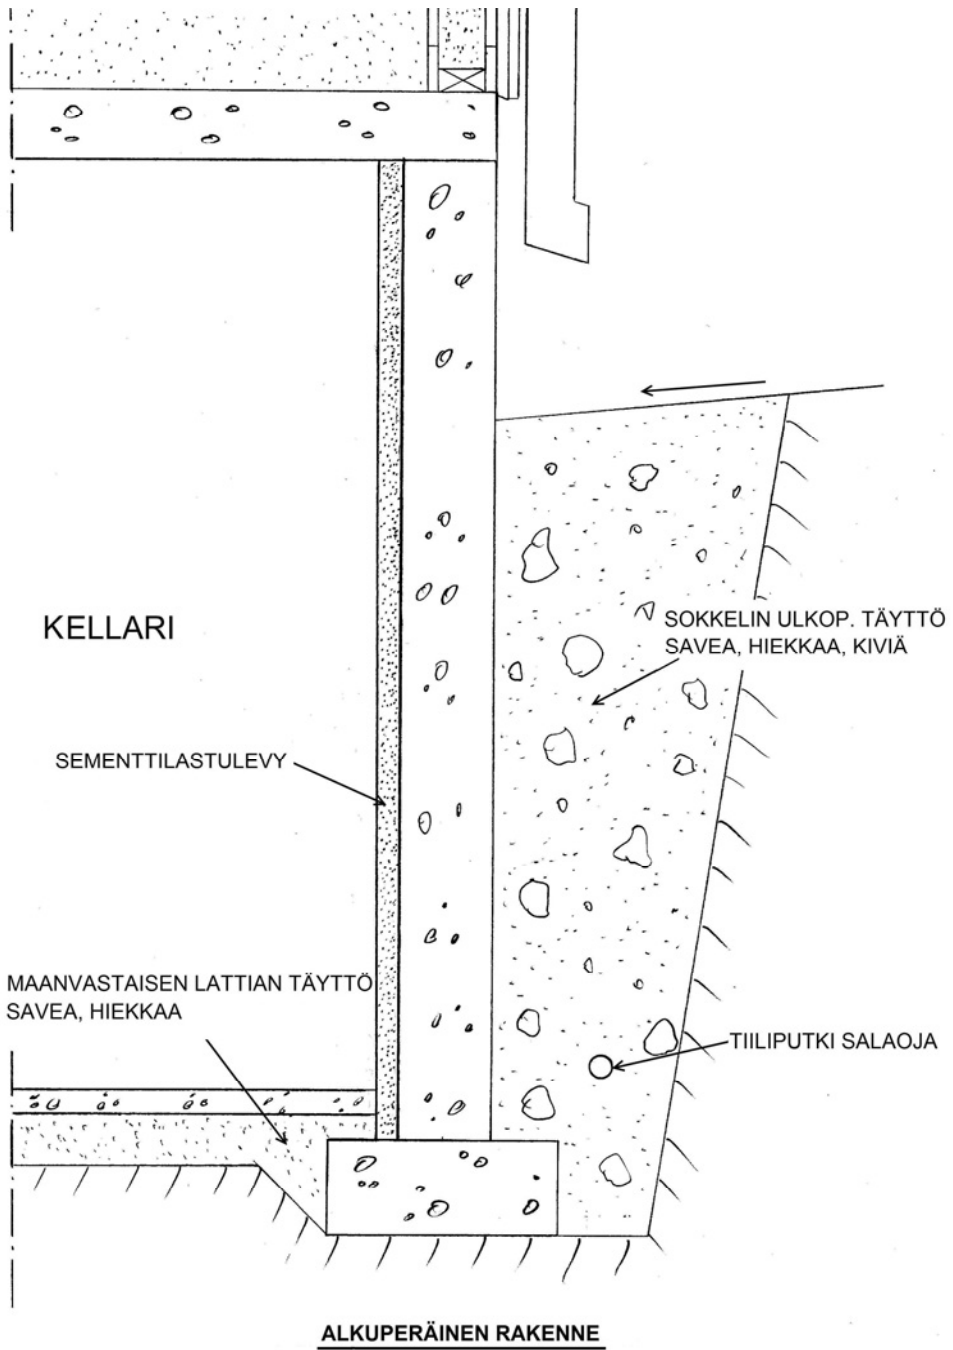 SOKKELIN ULKOP. TÄYTTÖ
SAVEA, HIEKKAA, KIVIÄ
KELLARI
SEMENTTILASTULEVY
MAANVASTAISEN LATTIAN TÄYTTÖ
SAVEA, HIEKKAA
TIILIPUTKI SALAOJA
ALKUPERÄINEN RAKENNE